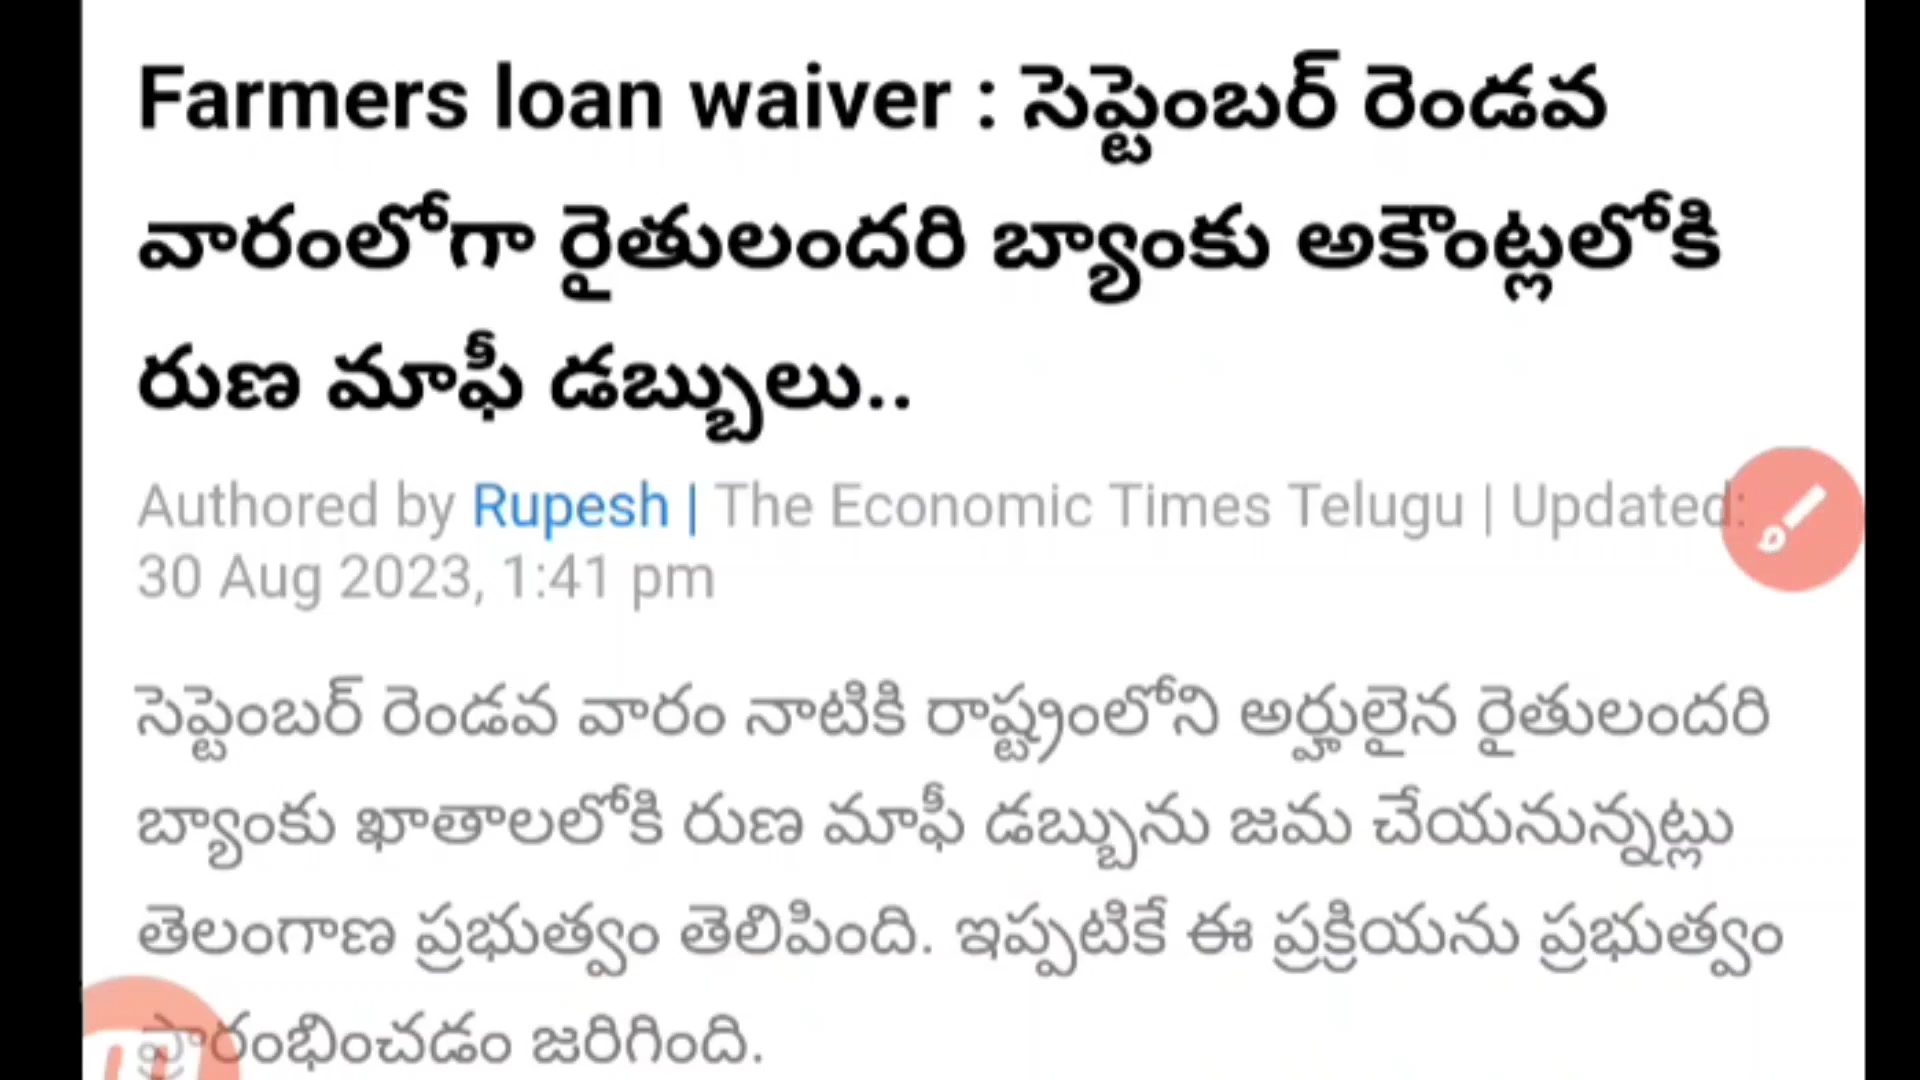 Farmers loan waiver : సెప్టెంబర్ రెండవ
వారంలోగా రైతులందరి బ్యాంకు అకౌంట్లలోకి
రుణ మాఫీ డబ్బులు..
Authored by Rupesh | The Economic Times Telugu | Updated:
30 Aug 2023, 1:41 pm
సెప్టెంబర్ రెండవ వారం నాటికి రాష్ట్రంలోని అర్హులైన రైతులందరి
బ్యాంకు ఖాతాలలోకి రుణ మాఫీ డబ్బును జమ చేయనున్నట్లు
తెలంగాణ ప్రభుత్వం తెలిపింది. ఇప్పటికే ఈ ప్రక్రియను ప్రభుత్వం
ప్రారంభించడం జరిగింది.